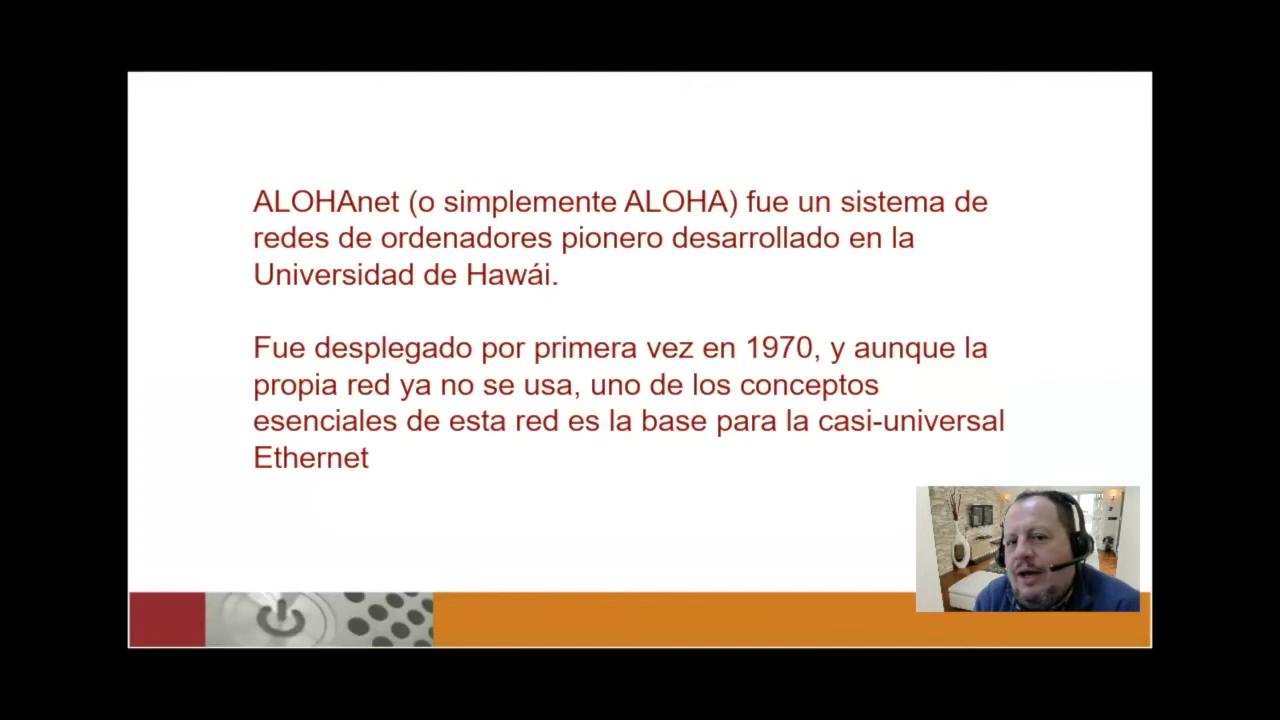 ALOHAnet (o simplemente ALOHA) fue un sistema de
redes de ordenadores pionero desarrollado en la
Universidad de Hawái.
Fue desplegado por primera vez en 1970, y aunque la
propia red ya no se usa, uno de los conceptos
esenciales de esta red es la base para la casi-universal
Ethernet